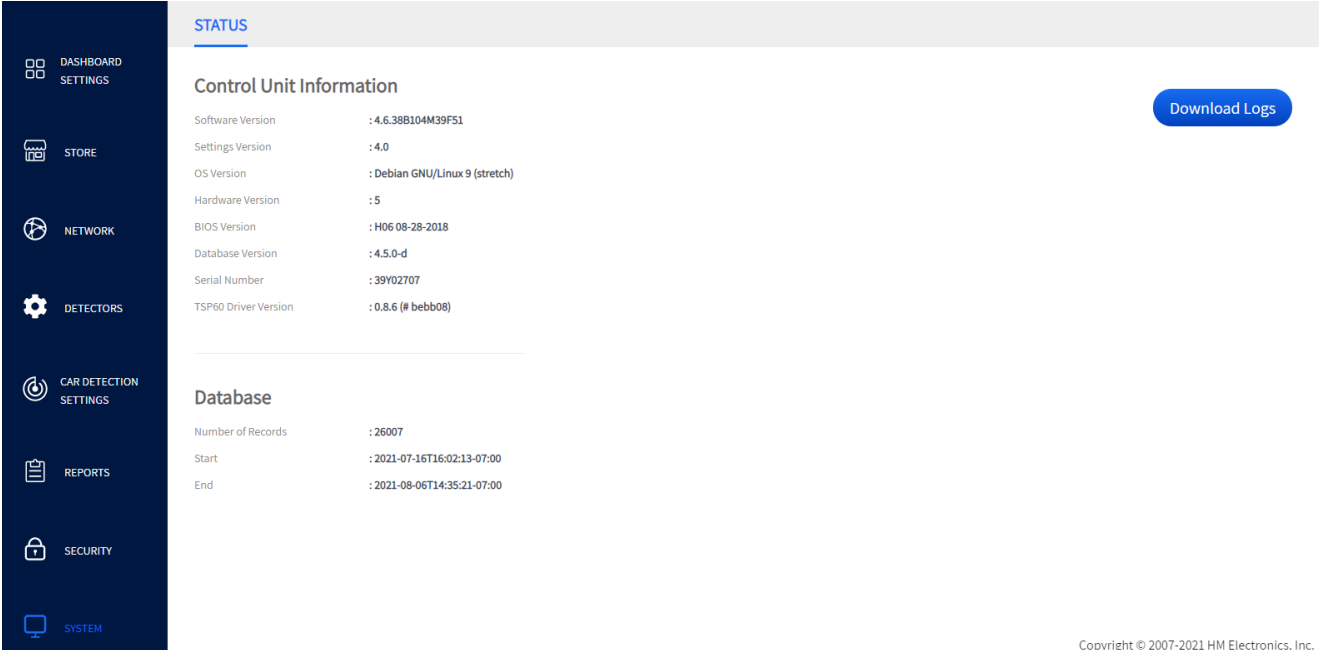 STATUS
DASHBOARD
SETTINGS
STORE
NETWORK
DETECTORS
CAR DETECTION
SETTINGS
REPORTS
SECURITY
SYSTEM
Control Unit Information
Download Logs
Software Version : 4.6.38B104M39F51
Settings Version : 4.0
OS Version : Debian GNU/Linux 9 (stretch)
Hardware Version : 5
BIOS Version : H06 08-28-2018
Database Version : 4.5.0-d
Serial Number : 39Y02707
TSP60 Driver Version : 0.8.6 (# bebb08)
Database
Number of Records : 26007
Start : 2021-07-16T16:02:13-07:00
End : 2021-08-06T14:35:21-07:00
Copyright © 2007-2021 HM Electronics, Inc.